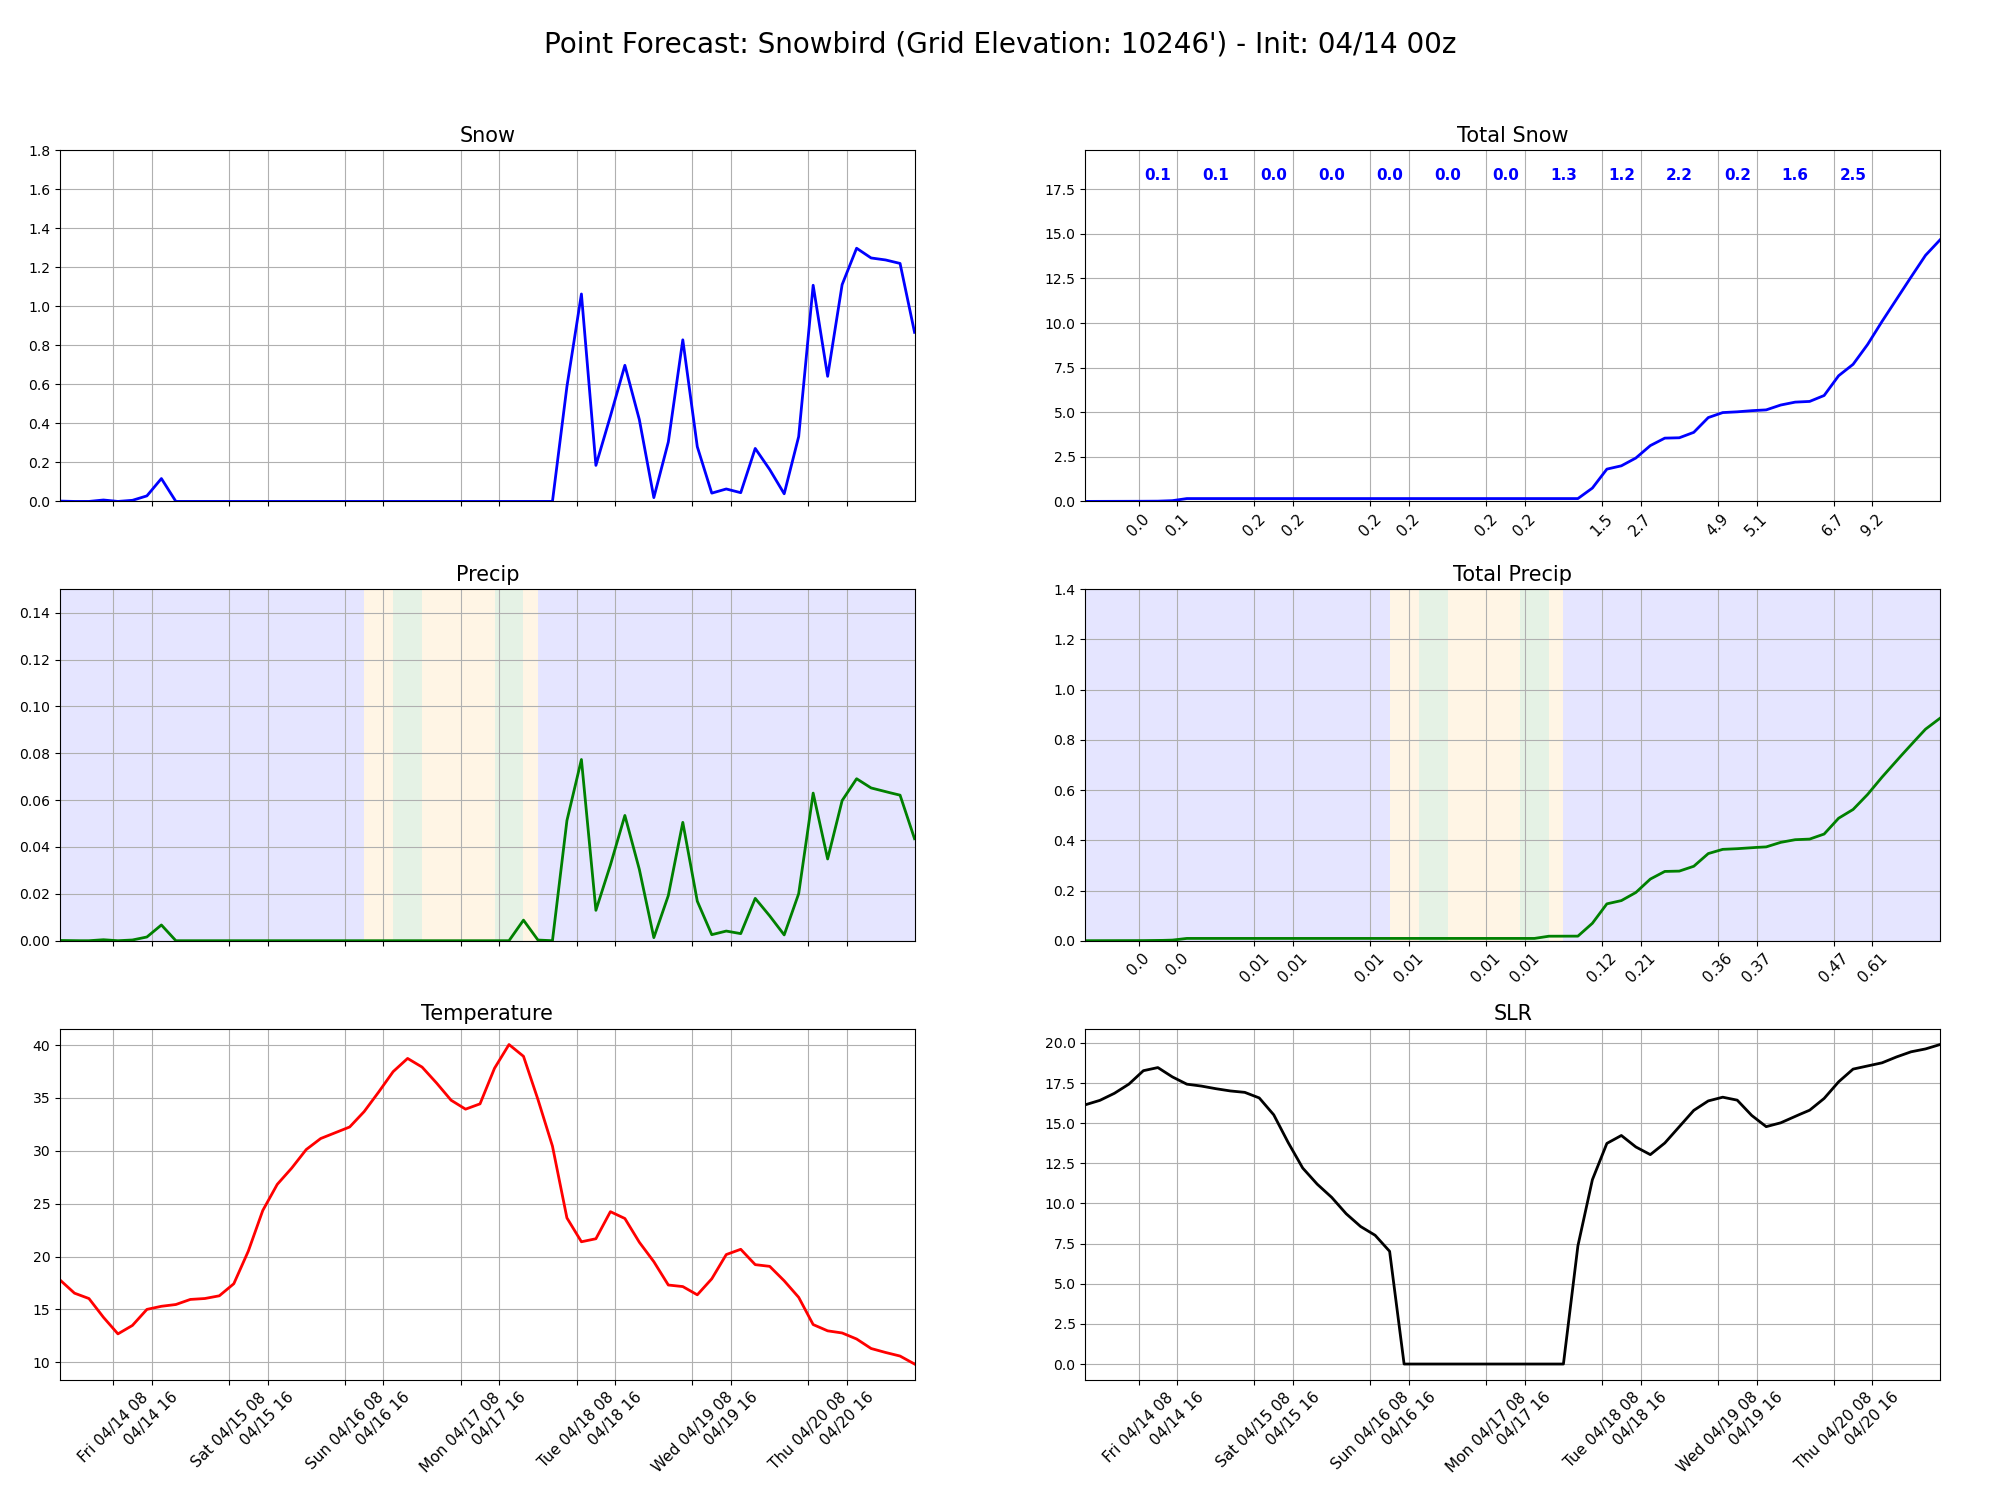 Point Forecast: Snowbird (Grid Elevation: 10246') - Init: 04/14 00z
Snow
1.8
1.6
1.4
1.2
1.0
0.8
0.6
0.4
0.2
0.0
Total Snow
0.1 0.1 0.0 0.0 0.0 0.0 0.0 1.3 1.2 2.2 0.2 1.6 2.5
17.5
15.0
12.5
10.0
7.5
5.0
2.5
0.0
0.0 0.1 0.2 0.2 0.2 0.2 0.2 0.2 1.5 2.7 4.9 5.1 6.7 9.2
Precip
0.14
0.12
0.10
0.08
0.06
0.04
0.02
0.00
Total Precip
1.4
1.2
1.0
0.8
0.6
0.4
0.2
0.0
0.0 0.0 0.01 0.01 0.01 0.01 0.01 0.01 0.12 0.21 0.36 0.37 0.47 0.61
Temperature
40
35
30
25
20
15
10
Fri 04/14 08
04/14 16
Sat 04/15 08
04/15 16
Sun 04/16 08
04/16 16
Mon 04/17 08
04/17 16
Tue 04/18 08
04/18 16
Wed 04/19 08
04/19 16
Thu 04/20 08
04/20 16
SLR
20.0
17.5
15.0
12.5
10.0
7.5
5.0
2.5
0.0
Fri 04/14 08
04/14 16
Sat 04/15 08
04/15 16
Sun 04/16 08
04/16 16
Mon 04/17 08
04/17 16
Tue 04/18 08
04/18 16
Wed 04/19 08
04/19 16
Thu 04/20 08
04/20 16